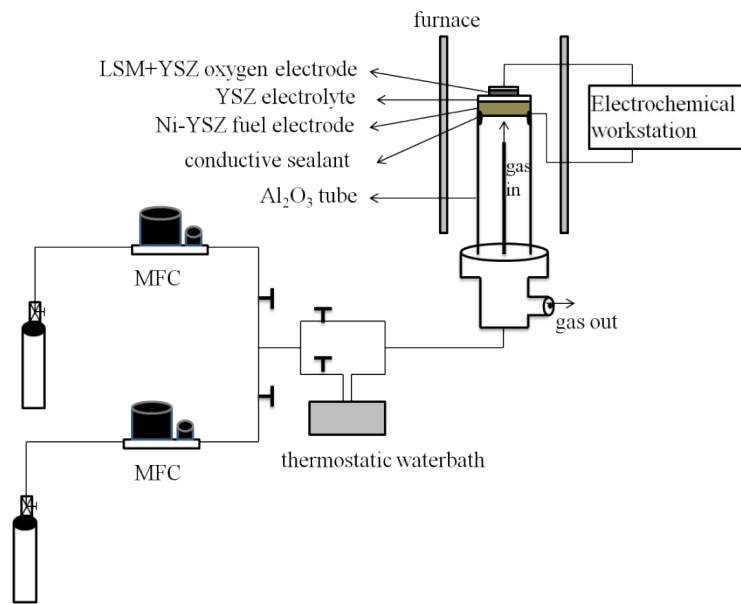 furnace
LSM+YSZ oxygen electrode
YSZ electrolyte
Ni-YSZ fuel electrode
conductive sealant
Al₂O₃ tube
gas
in
Electrochemical
workstation
MFC
gas out
thermostatic waterbath
MFC